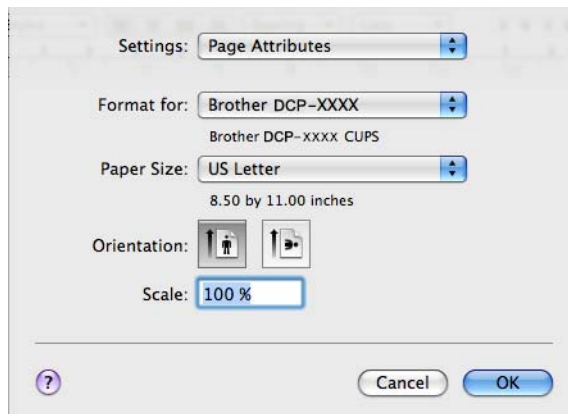 Settings: Page Attributes
Format for: Brother DCP-XXXX
Brother DCP-XXXX CUPS
Paper Size: US Letter
8.50 by 11.00 inches
Orientation:
Scale: 100 %
? Cancel OK